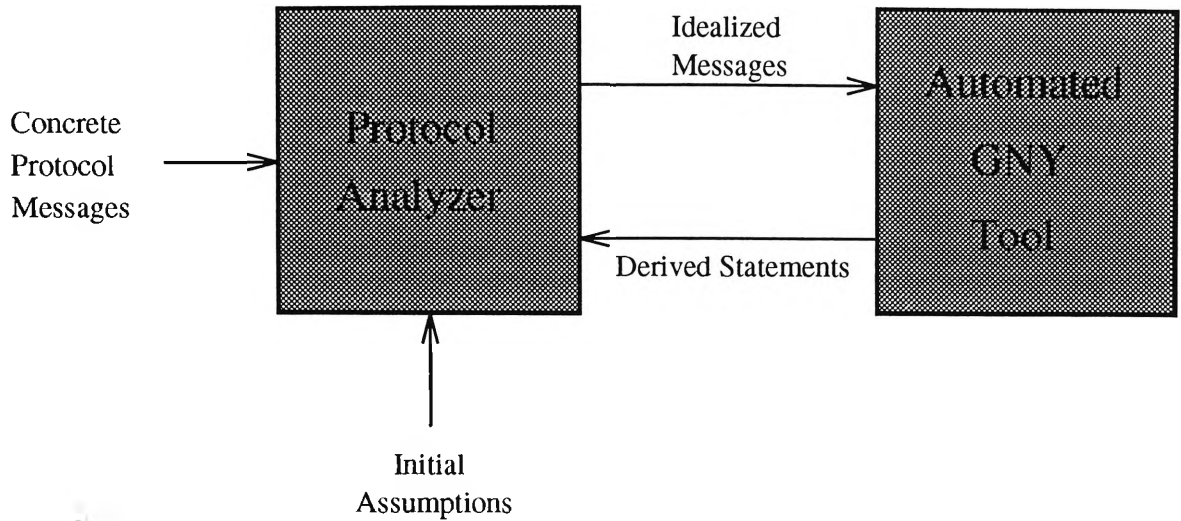 Concrete
Protocol
Messages
Protocol
Analyzer
Idealized
Messages
Derived Statements
Automated
GNY
Tool
Initial
Assumptions